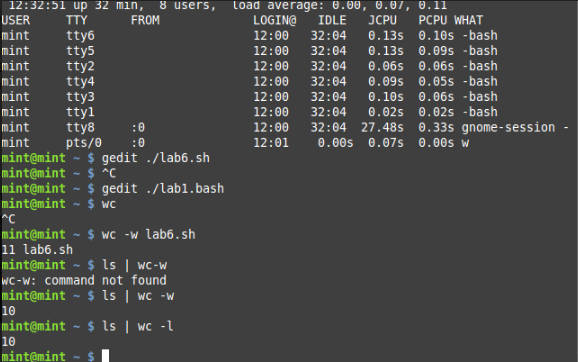 12:32:51 up 32 min,  8 users,  load average: 0.00, 0.07, 0.11
USER     TTY      FROM             LOGIN@   IDLE   JCPU   PCPU WHAT
mint     tty6                      12:00   32:04   0.13s  0.10s -bash
mint     tty5                      12:00   32:04   0.13s  0.09s -bash
mint     tty2                      12:00   32:04   0.06s  0.06s -bash
mint     tty4                      12:00   32:04   0.09s  0.05s -bash
mint     tty3                      12:00   32:04   0.10s  0.06s -bash
mint     tty1                      12:00   32:04   0.02s  0.02s -bash
mint     tty8     :0               12:00   32:04  27.48s  0.33s gnome-session -
mint     pts/0    :0               12:01    0.00s  0.07s  0.00s w
mint@mint ~ $ gedit ./lab6.sh
mint@mint ~ $ ^C
mint@mint ~ $ gedit ./lab1.bash
mint@mint ~ $ wc
^C
mint@mint ~ $ wc -w lab6.sh
11 lab6.sh
mint@mint ~ $ ls | wc-w
wc-w: command not found
mint@mint ~ $ ls | wc -w
10
mint@mint ~ $ ls | wc -l
10
mint@mint ~ $